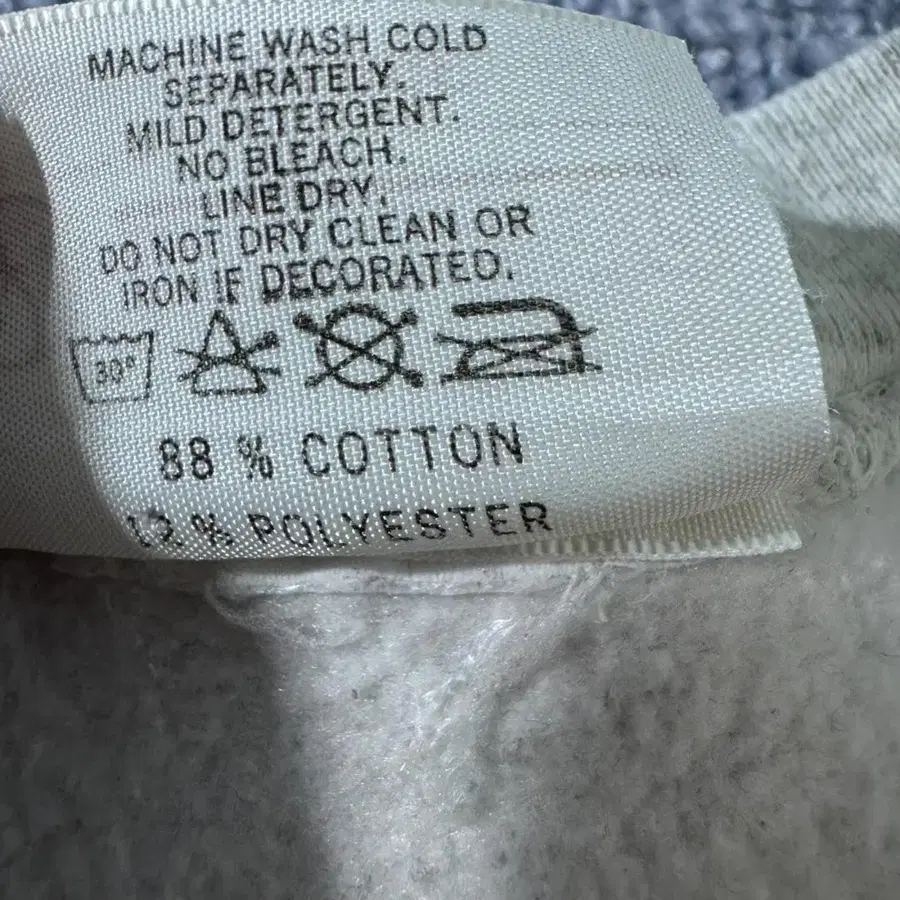 MACHINE WASH COLD
SEPARATELY.
MILD DETERGENT.
NO BLEACH.
LINE DRY.
DO NOT DRY CLEAN OR
IRON IF DECORATED.
30°
88 % COTTON
12 % POLYESTER